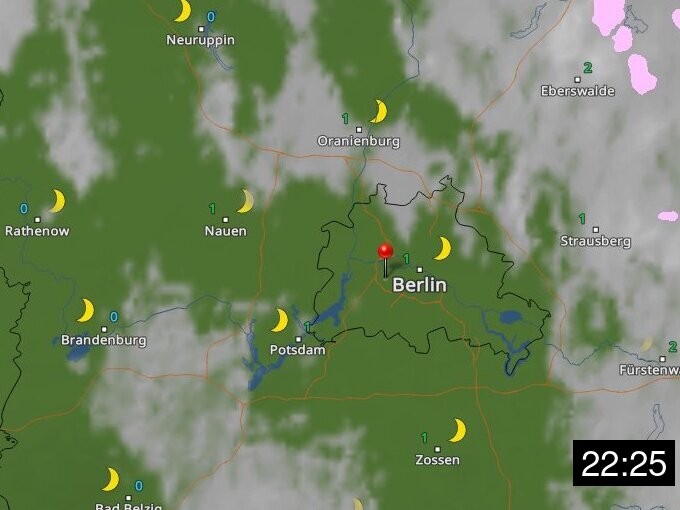 0
Neuruppin
2
Eberswalde
1
Oranienburg
0
Rathenow
1
Nauen
1
Strausberg
1
Berlin
0
Brandenburg
1
Potsdam
2
Fürstenwa
1
Zossen
22:25
0
Bad Belzig